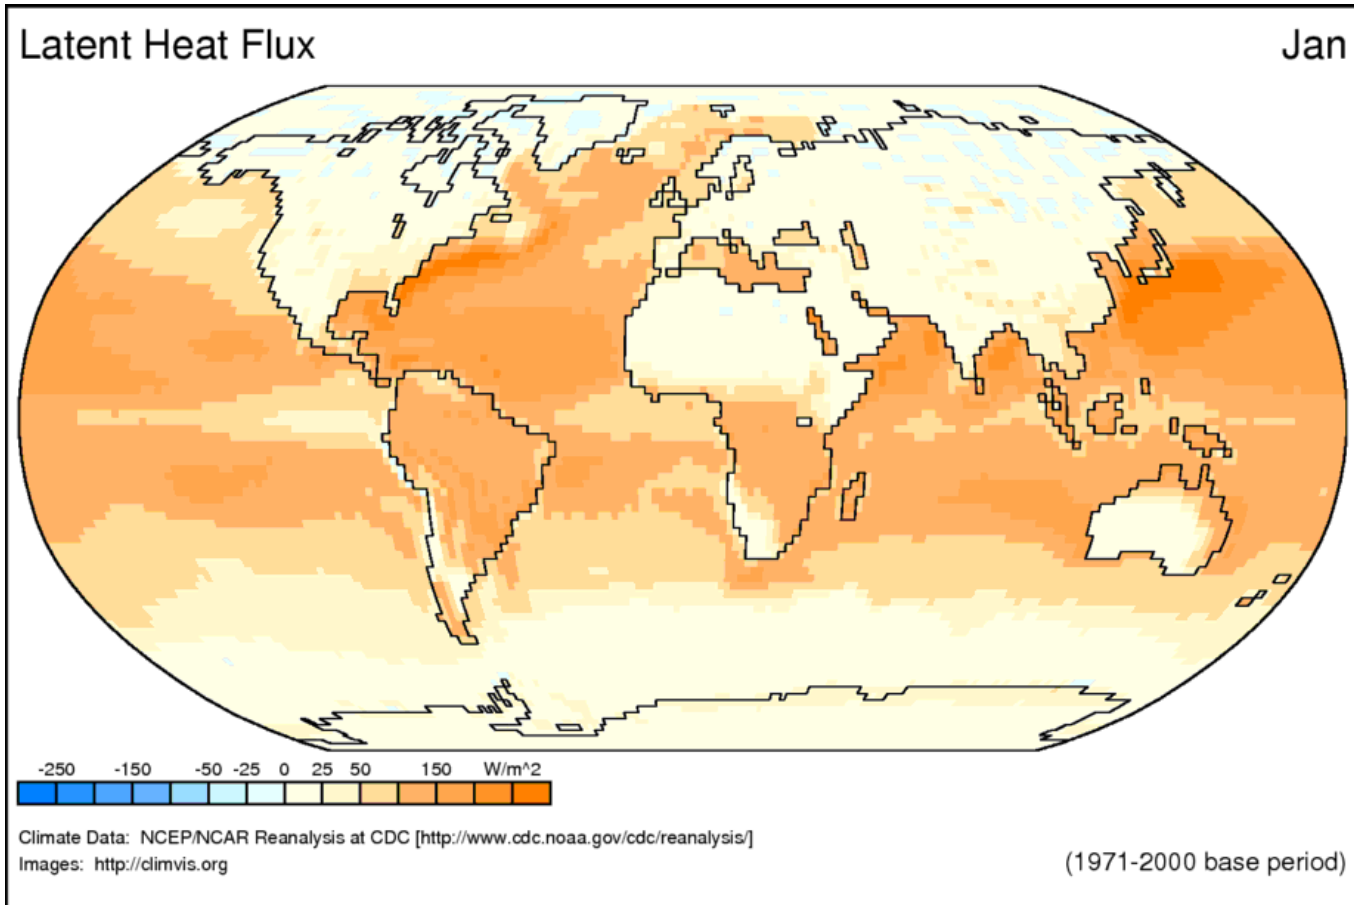 Latent Heat Flux
Jan
-250 -150 -50 -25 0 25 50 150 W/m^2
Climate Data: NCEP/NCAR Reanalysis at CDC [http://www.cdc.noaa.gov/cdc/reanalysis/]
Images: http://climvis.org
(1971-2000 base period)